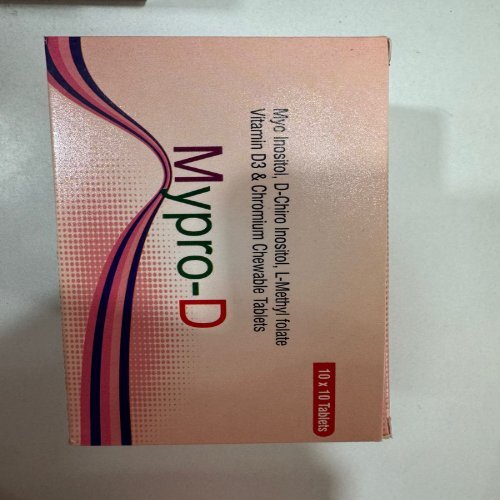 Myo Inositol, D-Chiro Inositol, L-Methyl folate
Vitamin D3 & Chromium Chewable Tablets
Mypro-D
10 x 10 Tablets